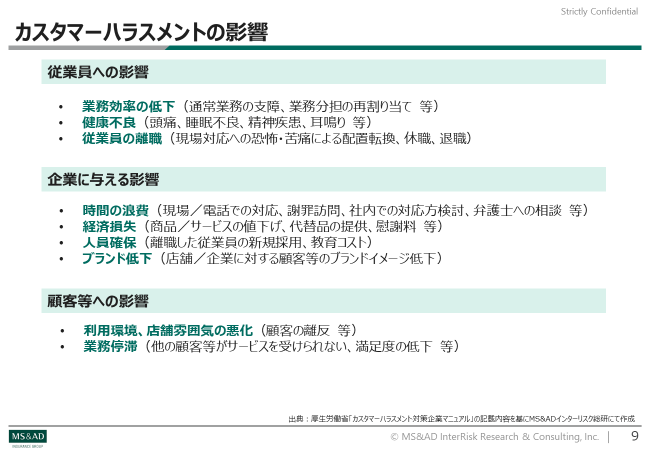 Strictly Confidential
カスタマーハラスメントの影響
従業員への影響
• 業務効率の低下（通常業務の支障、業務分担の再割り当て 等）
• 健康不良（頭痛、睡眠不良、精神疾患、耳鳴り 等）
• 従業員の離職（現場対応への恐怖・苦痛による配置転換、休職、退職）
企業に与える影響
• 時間の浪費（現場／電話での対応、謝罪訪問、社内での対応方検討、弁護士への相談 等）
• 経済損失（商品／サービスの値下げ、代替品の提供、慰謝料 等）
• 人員確保（離職した従業員の新規採用、教育コスト）
• ブランド低下（店舗／企業に対する顧客等のブランドイメージ低下）
顧客等への影響
• 利用環境、店舗雰囲気の悪化（顧客の離反 等）
• 業務停滞（他の顧客等がサービスを受けられない、満足度の低下 等）
出典：厚生労働省「カスタマーハラスメント対策企業マニュアル」の記載内容を基にMS&ADインターリスク総研にて作成
MS&AD
INSURANCE GROUP
© MS&AD InterRisk Research & Consulting, Inc.
9